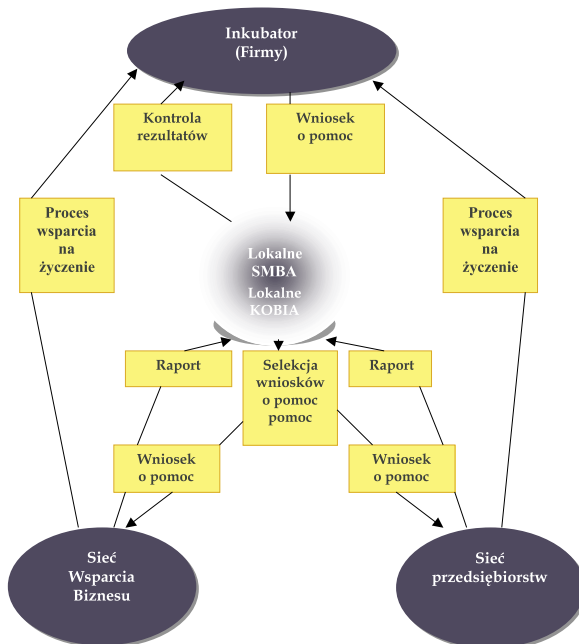 Inkubator
(Firmy)
Kontrola
rezultatów
Wniosek
o pomoc
Proces
wsparcia
na
życzenie
Proces
wsparcia
na
życzenie
Lokalne
SMBA
Lokalne
KOBIA
Raport
Selekcja
wniosków
o pomoc
pomoc
Raport
Wniosek
o pomoc
Wniosek
o pomoc
Sieć
Wsparcia
Biznesu
Sieć
przedsiębiorstw